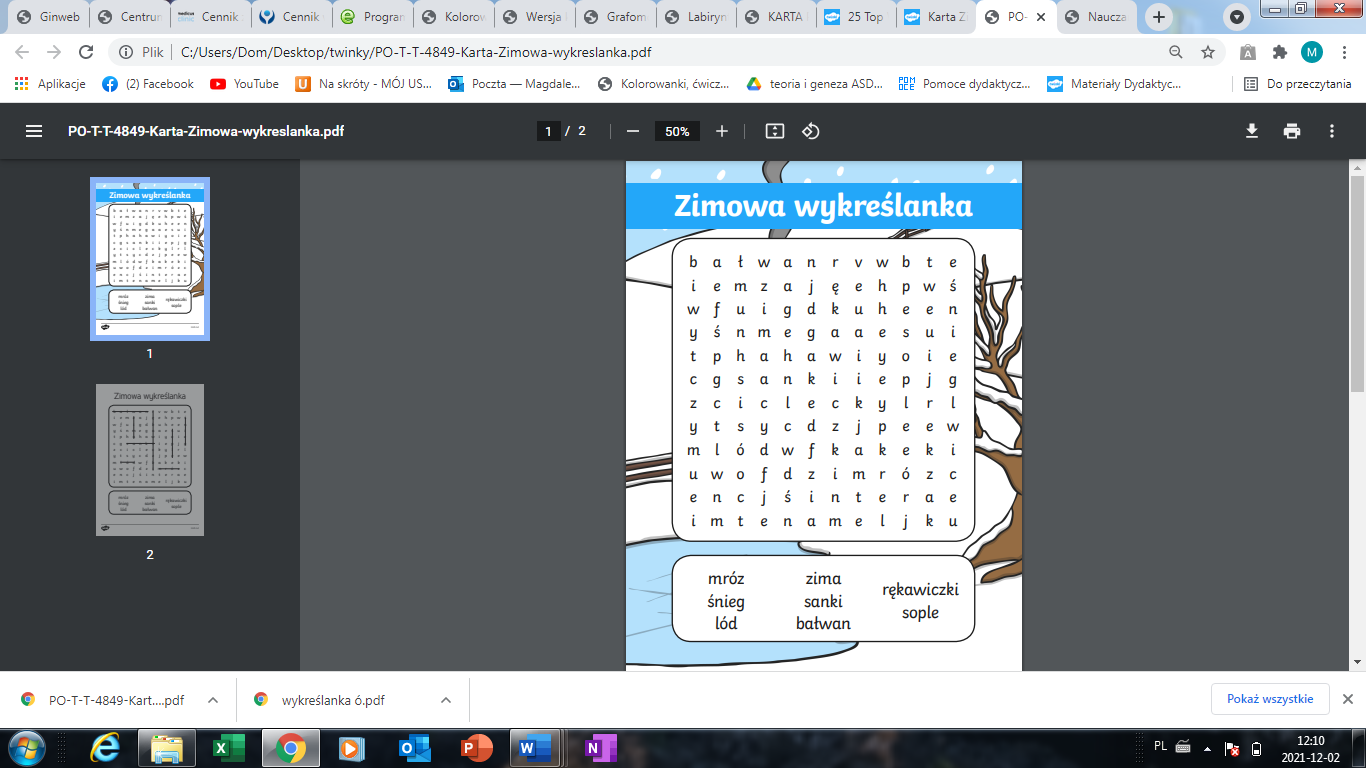 Ginweb
Centrun
Cennik
Cennik
Progran
Kolorow
Wersja
Grafom
Labiryn
KARTA
25 Top
Karta Z
PO-
Naucza
Plik | C:/Users/Dom/Desktop/twinky/PO-T-T-4849-Karta-Zimowa-wykreslanka.pdf
M
Aplikacje
(2) Facebook
YouTube
Na skróty — MÓJ US...
Poczta — Magdale...
Kolorowanki, ćwicz...
teoria i geneza ASD...
Pomoce dydaktycz...
Materiały Dydaktyc...
Do przeczytania
PO-T-T-4849-Karta-Zimowa-wykreslanka.pdf
1 / 2
50%
1
2
Zimowa wykreślanka
b a ł w a n r v w b t e
i e m z a j ę e h p w ś
w f u i g d k u h e e n
y ś n m e g a a e s u i
t p h a h a w i y o i e
c g s a n k i i e p j g
z c i c l e c k y l r l
y t s y c d z j p e e w
m l ó d w f k a k e k i
u w o f d z i m r ó z c
e n c j ś i n t e r a e
i m t e n a m e l j k u
mróz
śnieg
lód
zima
sanki
bałwan
rękawiczki
sople
PO-T-T-4849-Kart....pdf
wykreślanka ó.pdf
Pokaż wszystkie
PL
12:10
2021-12-02